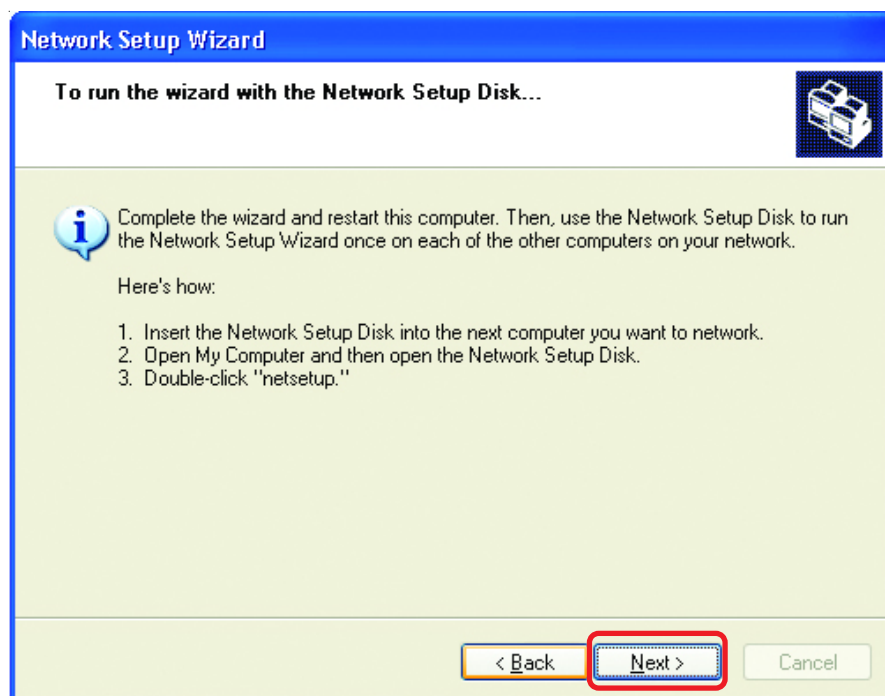 Network Setup Wizard
To run the wizard with the Network Setup Disk...
Complete the wizard and restart this computer. Then, use the Network Setup Disk to run
the Network Setup Wizard once on each of the other computers on your network.
Here's how:
1. Insert the Network Setup Disk into the next computer you want to network.
2. Open My Computer and then open the Network Setup Disk.
3. Double-click "netsetup."
< Back Next > Cancel